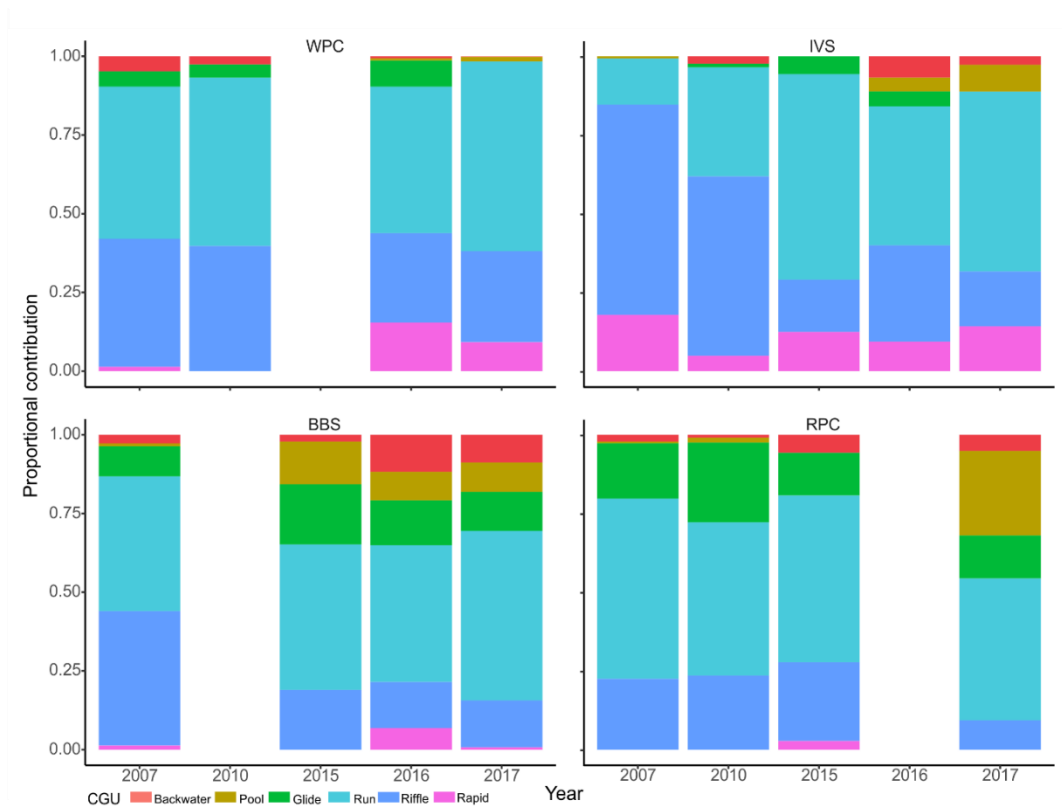 WPC
IVS
1.00
0.75
0.50
0.25
0.00
Proportional contribution
BBS
RPC
1.00
0.75
0.50
0.25
0.00
2007 2010 2015 2016 2017
2007 2010 2015 2016 2017
Year
CGU Backwater Pool Glide Run Riffle Rapid